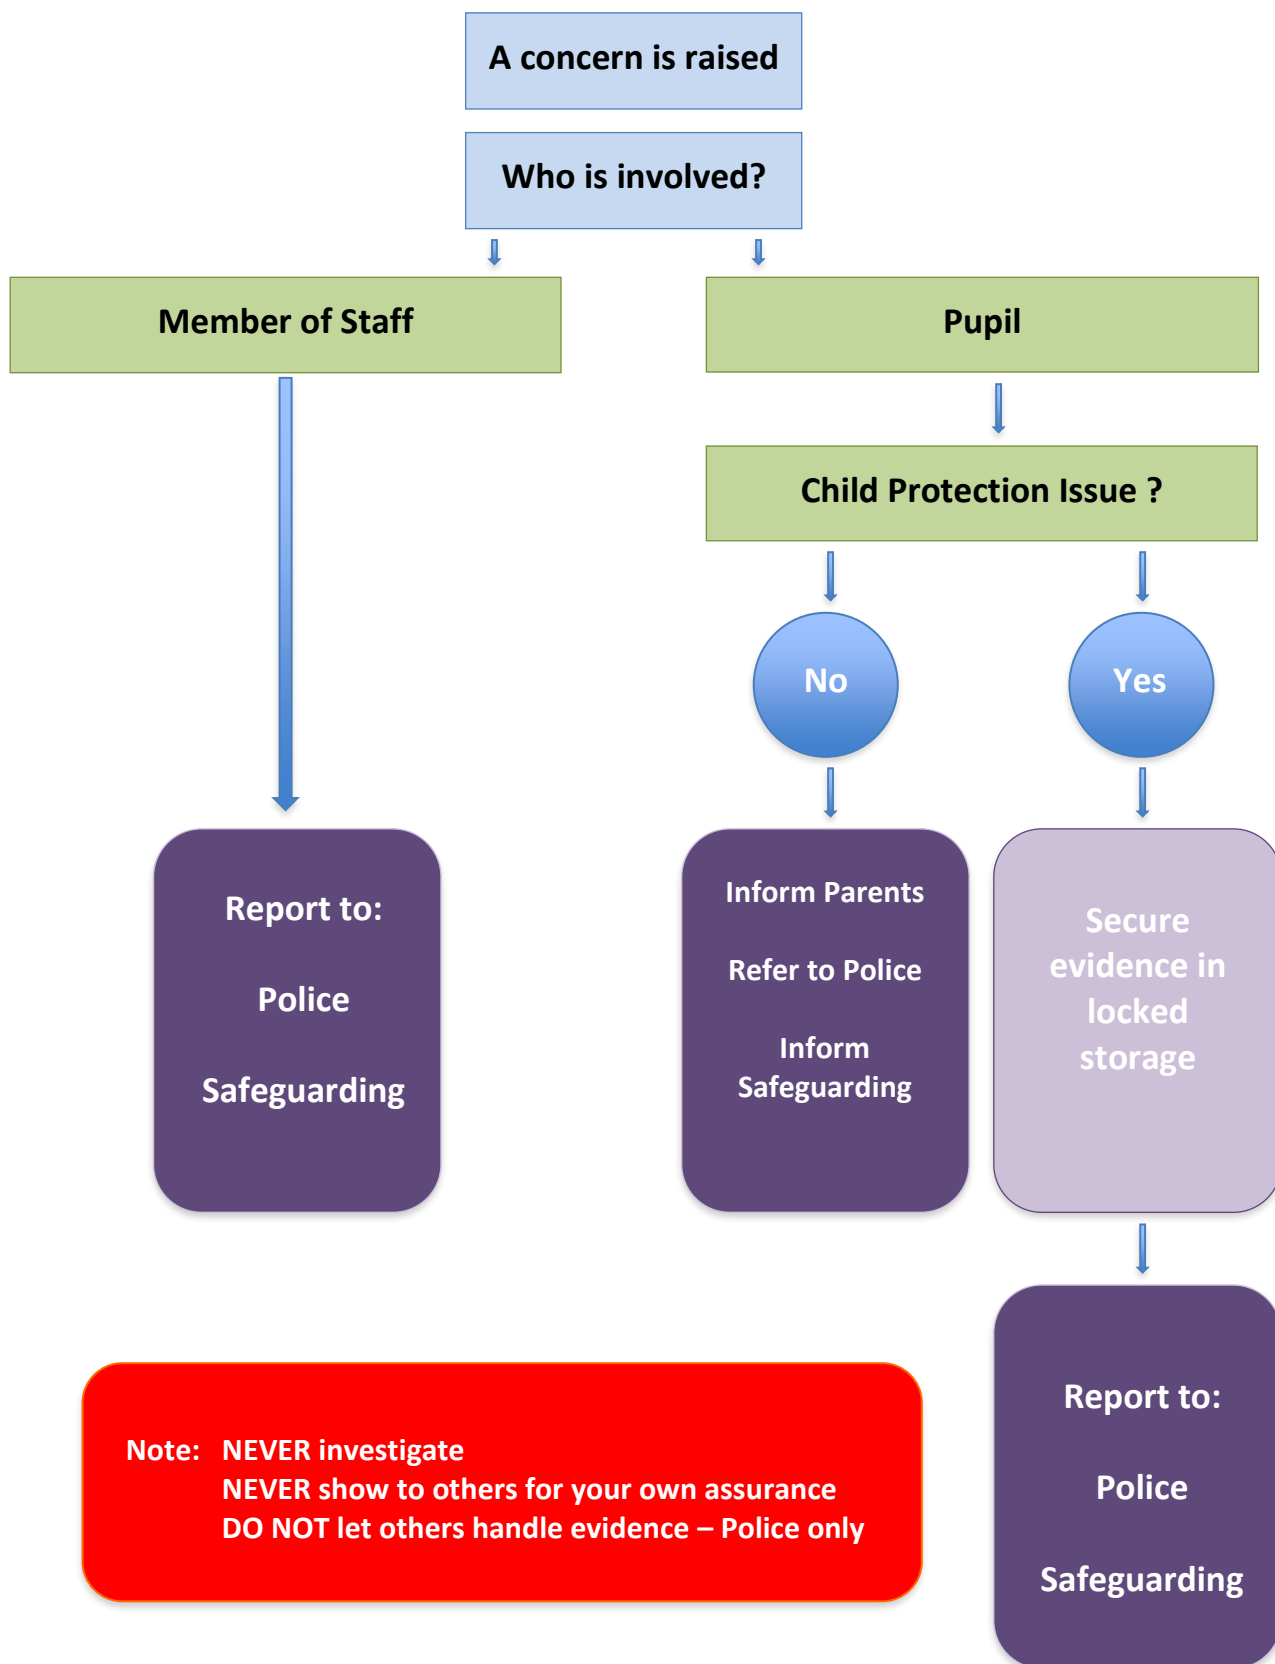 A concern is raised
Who is involved?
Member of Staff
Pupil
Child Protection Issue ?
No
Yes
Report to:
Police
Safeguarding
Inform Parents
Refer to Police
Inform
Safeguarding
Secure
evidence in
locked
storage
Note: NEVER investigate
NEVER show to others for your own assurance
DO NOT let others handle evidence – Police only
Report to:
Police
Safeguarding